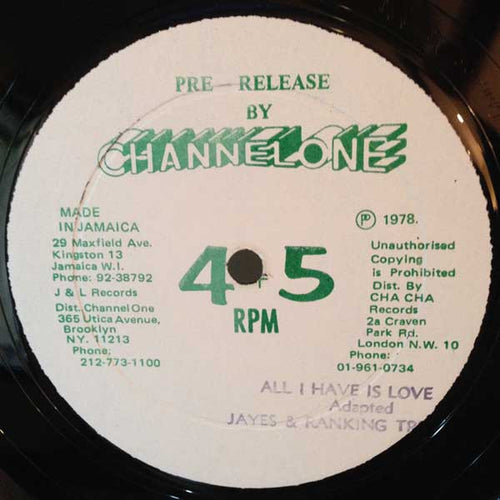 PRE-RELEASE
BY
CHANNEL ONE
MADE
IN JAMAICA
29 Maxfield Ave.
Kingston 13
Jamaica W.I.
Phone: 92-38792
J & L Records
Dist. Channel One
365 Utica Avenue,
Brooklyn
NY. 11213
Phone;
212-773-1100
45
RPM
P 1978.
Unauthorised
Copying
is Prohibited
Dist. By
CHA CHA
Records
2a Craven
Park Rd.
London N.W. 10
Phone:
01-961-0734
ALL I HAVE IS LOVE
Adapted
JAYES & RANKING